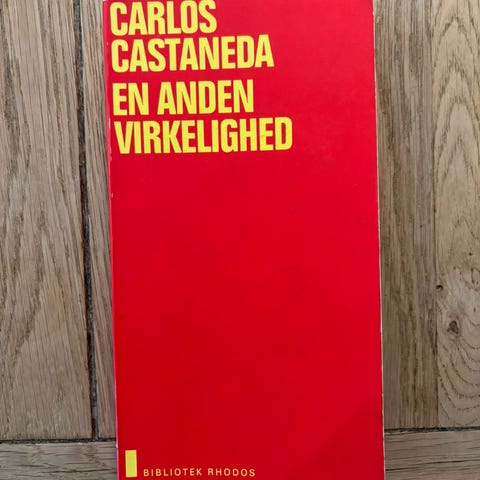 CARLOS
CASTANEDA
EN ANDEN
VIRKELIGHED
BIBLIOTEK RHODOS